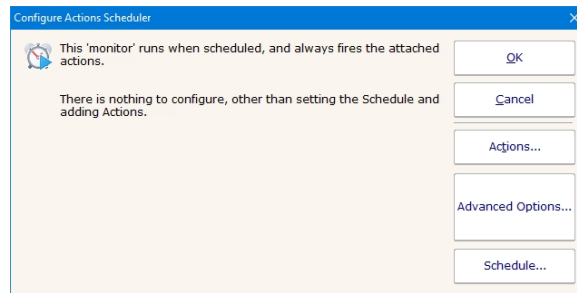 Configure Actions Scheduler
This 'monitor' runs when scheduled, and always fires the attached
actions.
There is nothing to configure, other than setting the Schedule and
adding Actions.
OK
Cancel
Actions...
Advanced Options...
Schedule...